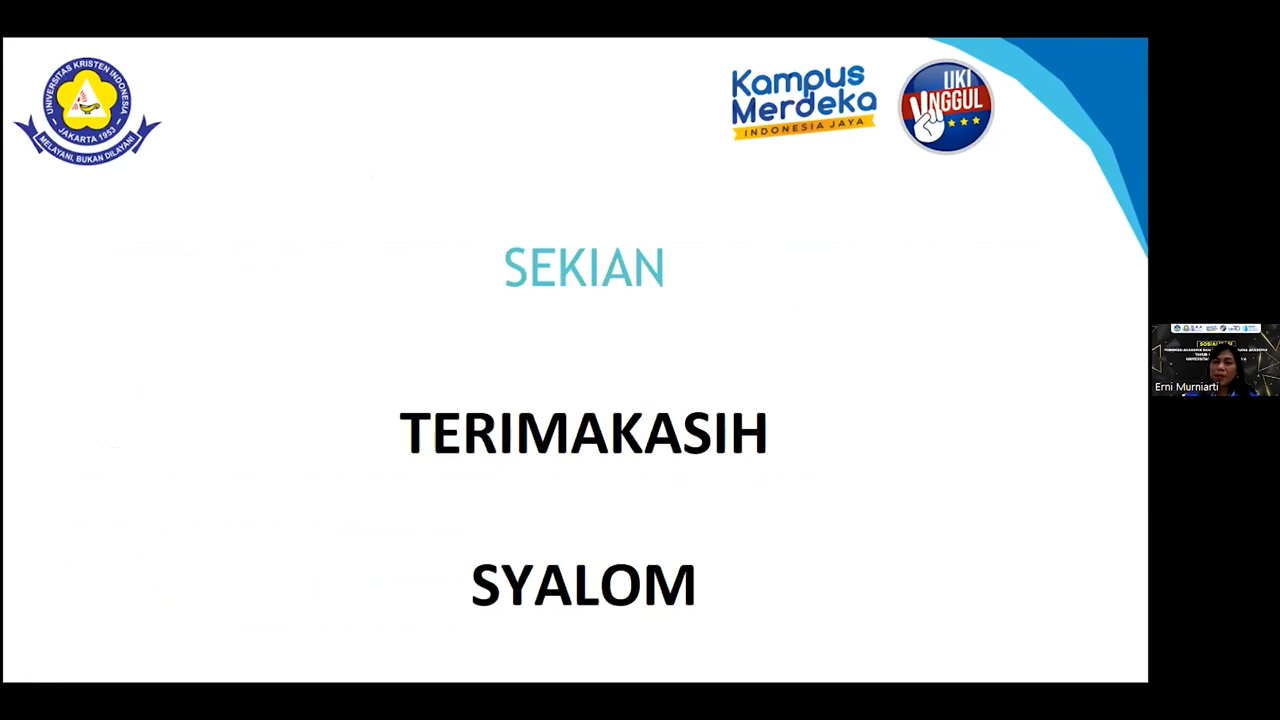 UNIVERSITAS KRISTEN INDONESIA
JAKARTA 1953
MELAYANI, BUKAN DILAYANI
Kampus
Merdeka
INDONESIA JAYA
UKI
UNGGUL
SEKIAN
TERIMAKASIH
SYALOM
Erni Murniarti